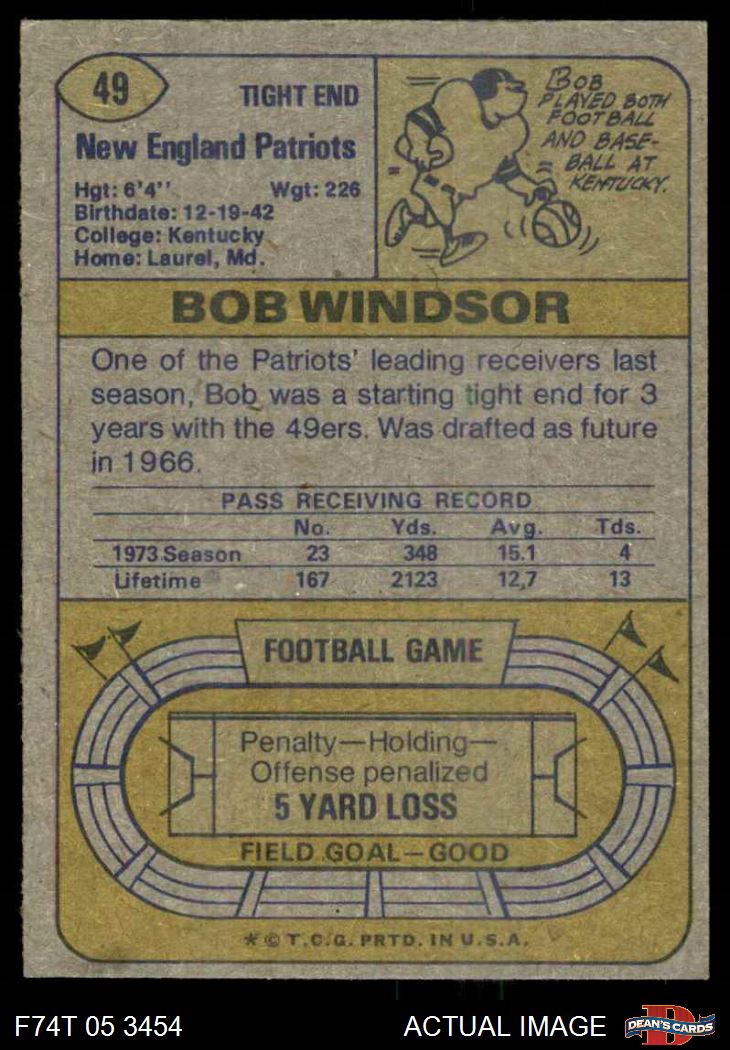 49
TIGHT END
New England Patriots
Hgt: 6'4'' Wgt: 226
Birthdate: 12-19-42
College: Kentucky
Home: Laurel, Md.
BOB
PLAYED BOTH
FOOTBALL
AND BASE-
BALL AT
KENTUCKY.
BOB WINDSOR
One of the Patriots' leading receivers last
season, Bob was a starting tight end for 3
years with the 49ers. Was drafted as future
in 1966.
PASS RECEIVING RECORD
No. Yds. Avg. Tds.
1973 Season 23 348 15.1 4
Lifetime 167 2123 12,7 13
FOOTBALL GAME
Penalty—Holding—
Offense penalized
5 YARD LOSS
FIELD GOAL—GOOD
* © T.C.G. PRTD. IN U.S.A.
F74T 05 3454 ACTUAL IMAGE
D
DEAN'S CARDS